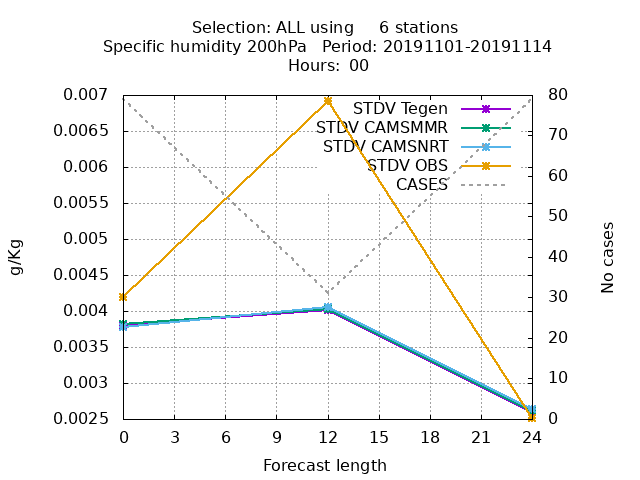 Selection: ALL using     6 stations
Specific humidity 200hPa   Period: 20191101-20191114
Hours: 00
0.007
0.0065
0.006
0.0055
0.005
0.0045
0.004
0.0035
0.003
0.0025
g/Kg
STDV Tegen
STDV CAMSMMR
STDV CAMSNRT
STDV OBS
CASES
80
70
60
50
40
30
20
10
0
No cases
0 3 6 9 12 15 18 21 24
Forecast length